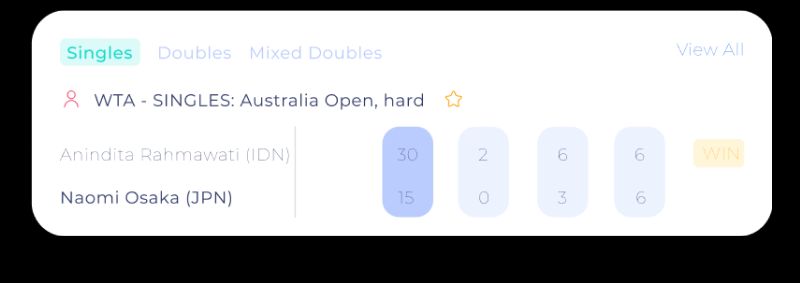 Singles Doubles Mixed Doubles View All
WTA - SINGLES: Australia Open, hard
Anindita Rahmawati (IDN) 30 2 6 6 WIN
Naomi Osaka (JPN) 15 0 3 6